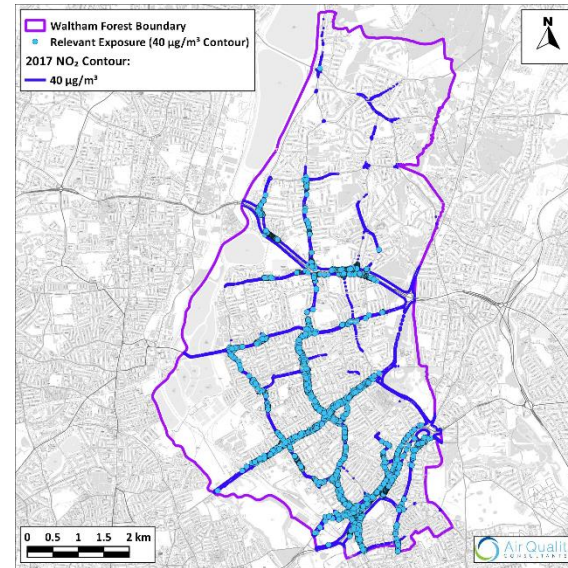 Waltham Forest Boundary
Relevant Exposure (40 µg/m³ Contour)
2017 NO₂ Contour:
40 µg/m³
N
0 0.5 1 1.5 2 km
Air Quality
CONSULTANTS